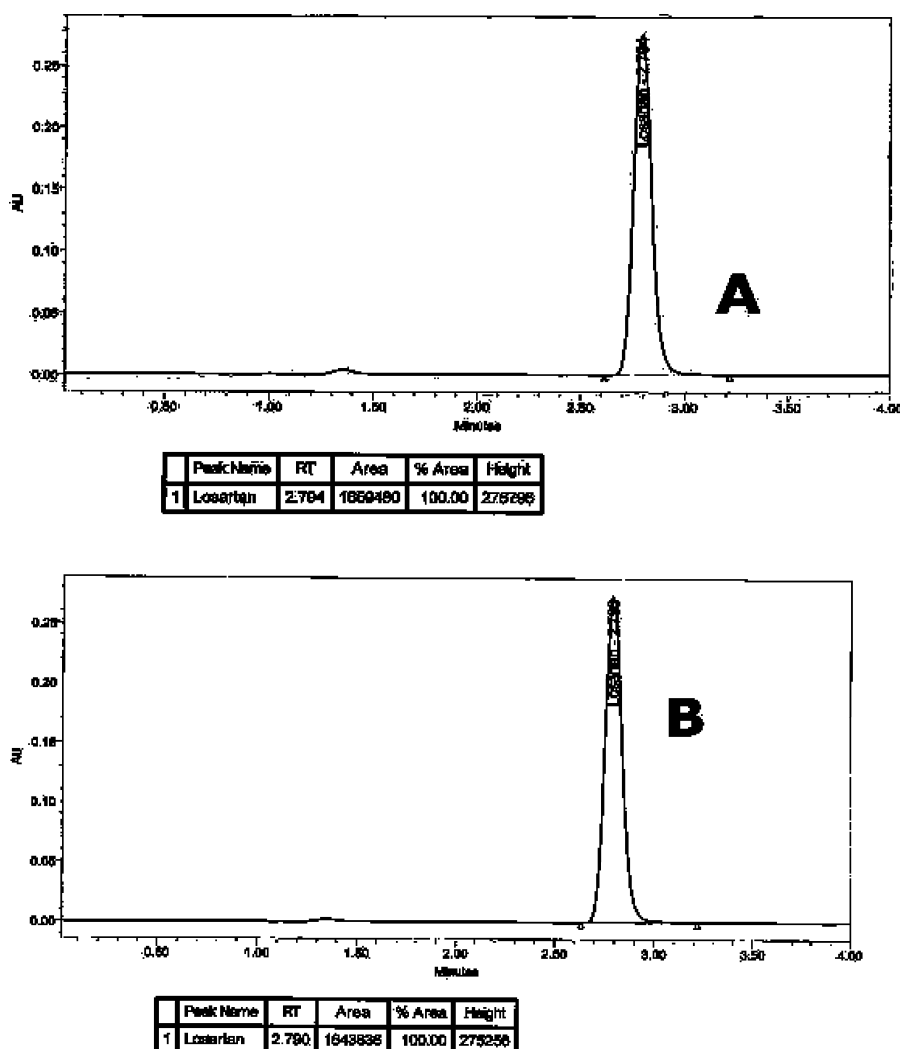 0.25
0.20
0.15
0.10
0.05
0.00
AU
Losartan - 2.794
A
0.50 1.00 1.50 2.00 2.50 3.00 3.50 4.00
Minutes
Peak Name RT Area % Area Height
1 Losartan 2.794 100.00
0.25
0.20
0.15
0.10
0.05
0.00
AU
Losartan - 2.790
B
0.50 1.00 1.50 2.00 2.50 3.00 3.50 4.00
Minutes
Peak Name RT Area % Area Height
1 Losartan 2.790 100.00